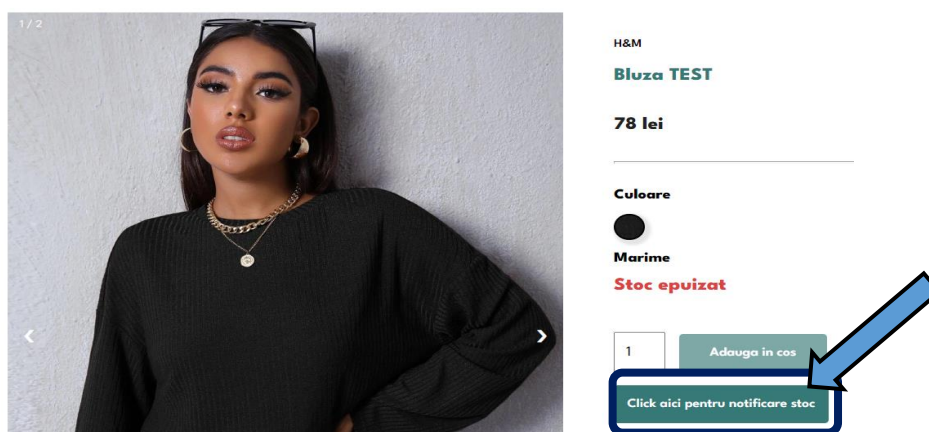 1 / 2
H&M
Bluza TEST
78 lei
Culoare
Marime
Stoc epuizat
1
Adauga in cos
Click aici pentru notificare stoc